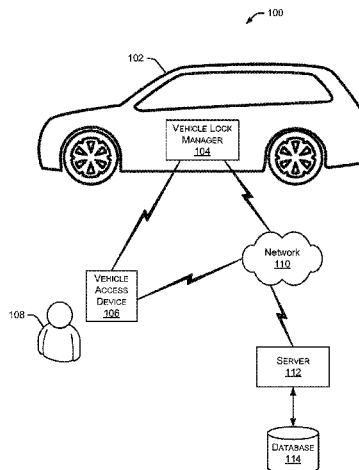 100
102
VEHICLE LOCK
MANAGER
104
Network
110
VEHICLE
ACCESS
DEVICE
106
108
SERVER
112
DATABASE
114